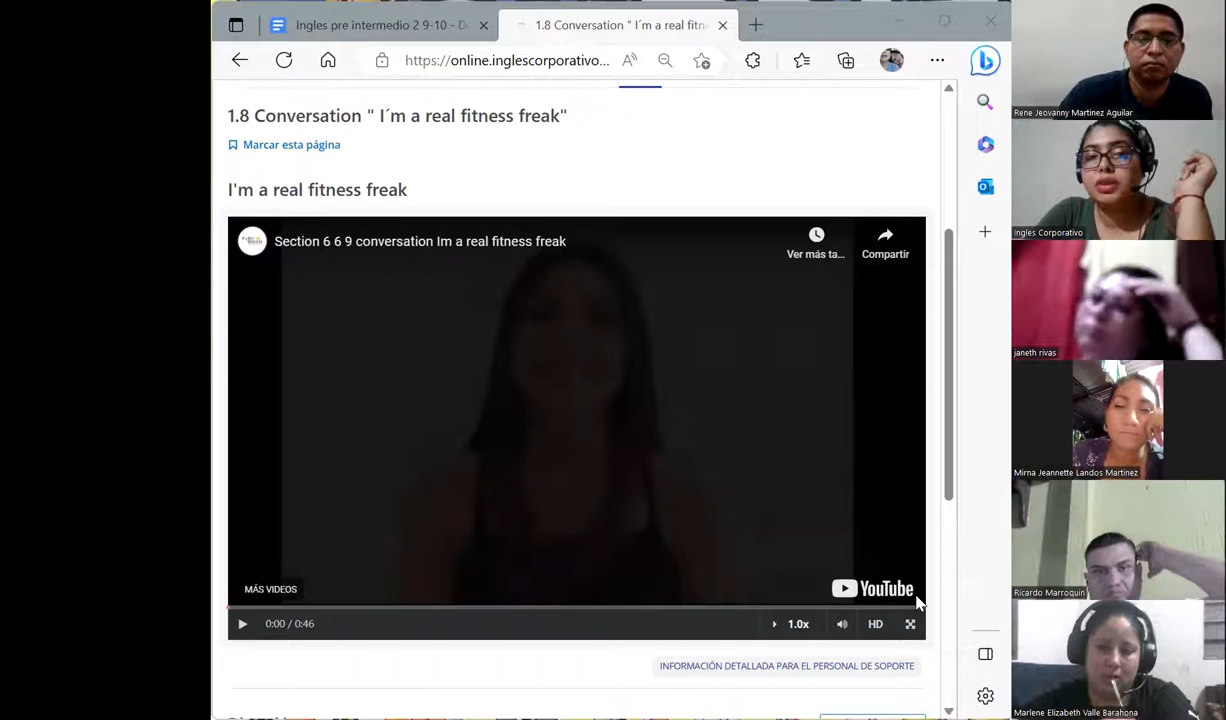 Ingles pre intermedio 2 9-10 - D
1.8 Conversation " I´m a real fitn
https://online.inglescorporativo...
1.8 Conversation " I´m a real fitness freak"
Marcar esta página
I'm a real fitness freak
Section 6 6 9 conversation Im a real fitness freak
Ver más ta...
Compartir
MÁS VIDEOS
YouTube
0:00 / 0:46
1.0x
HD
INFORMACIÓN DETALLADA PARA EL PERSONAL DE SOPORTE
Rene Jeovanny Martinez Aguilar
Ingles Corporativo
janeth rivas
Mirna Jeannette Landos Martinez
Ricardo Marroquin
Marlene Elizabeth Valle Barahona